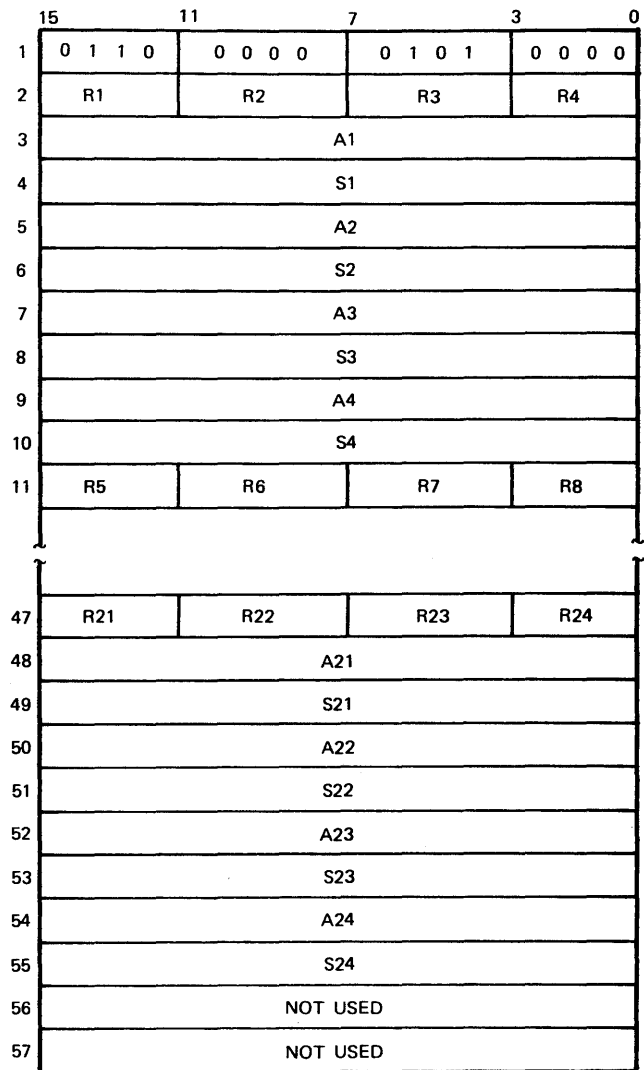 15 11 7 3 0
1 0 1 1 0 0 0 0 0 0 1 0 1 0 0 0 0
2 R1 R2 R3 R4
3 A1
4 S1
5 A2
6 S2
7 A3
8 S3
9 A4
10 S4
11 R5 R6 R7 R8
47 R21 R22 R23 R24
48 A21
49 S21
50 A22
51 S22
52 A23
53 S23
54 A24
55 S24
56 NOT USED
57 NOT USED